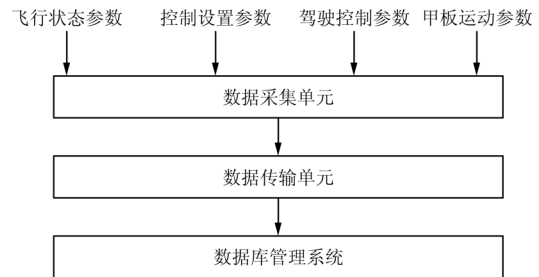 飞行状态参数 控制设置参数 驾驶控制参数 甲板运动参数
数据采集单元
数据传输单元
数据库管理系统